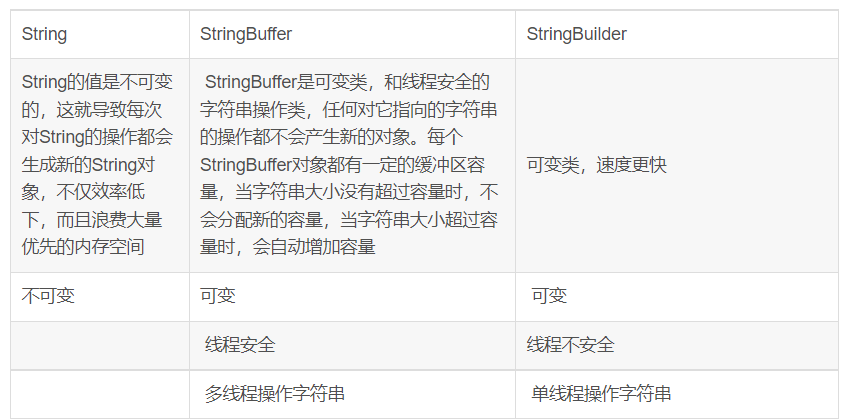 String
StringBuffer
StringBuilder
String的值是不可变
的，这就导致每次
对String的操作都会
生成新的String对
象，不仅效率低
下，而且浪费大量
优先的内存空间
StringBuffer是可变类，和线程安全的
字符串操作类，任何对它指向的字符串
的操作都不会产生新的对象。每个
StringBuffer对象都有一定的缓冲区容
量，当字符串大小没有超过容量时，不
会分配新的容量，当字符串大小超过容
量时，会自动增加容量
可变类，速度更快
不可变
可变
可变
线程安全
线程不安全
多线程操作字符串
单线程操作字符串